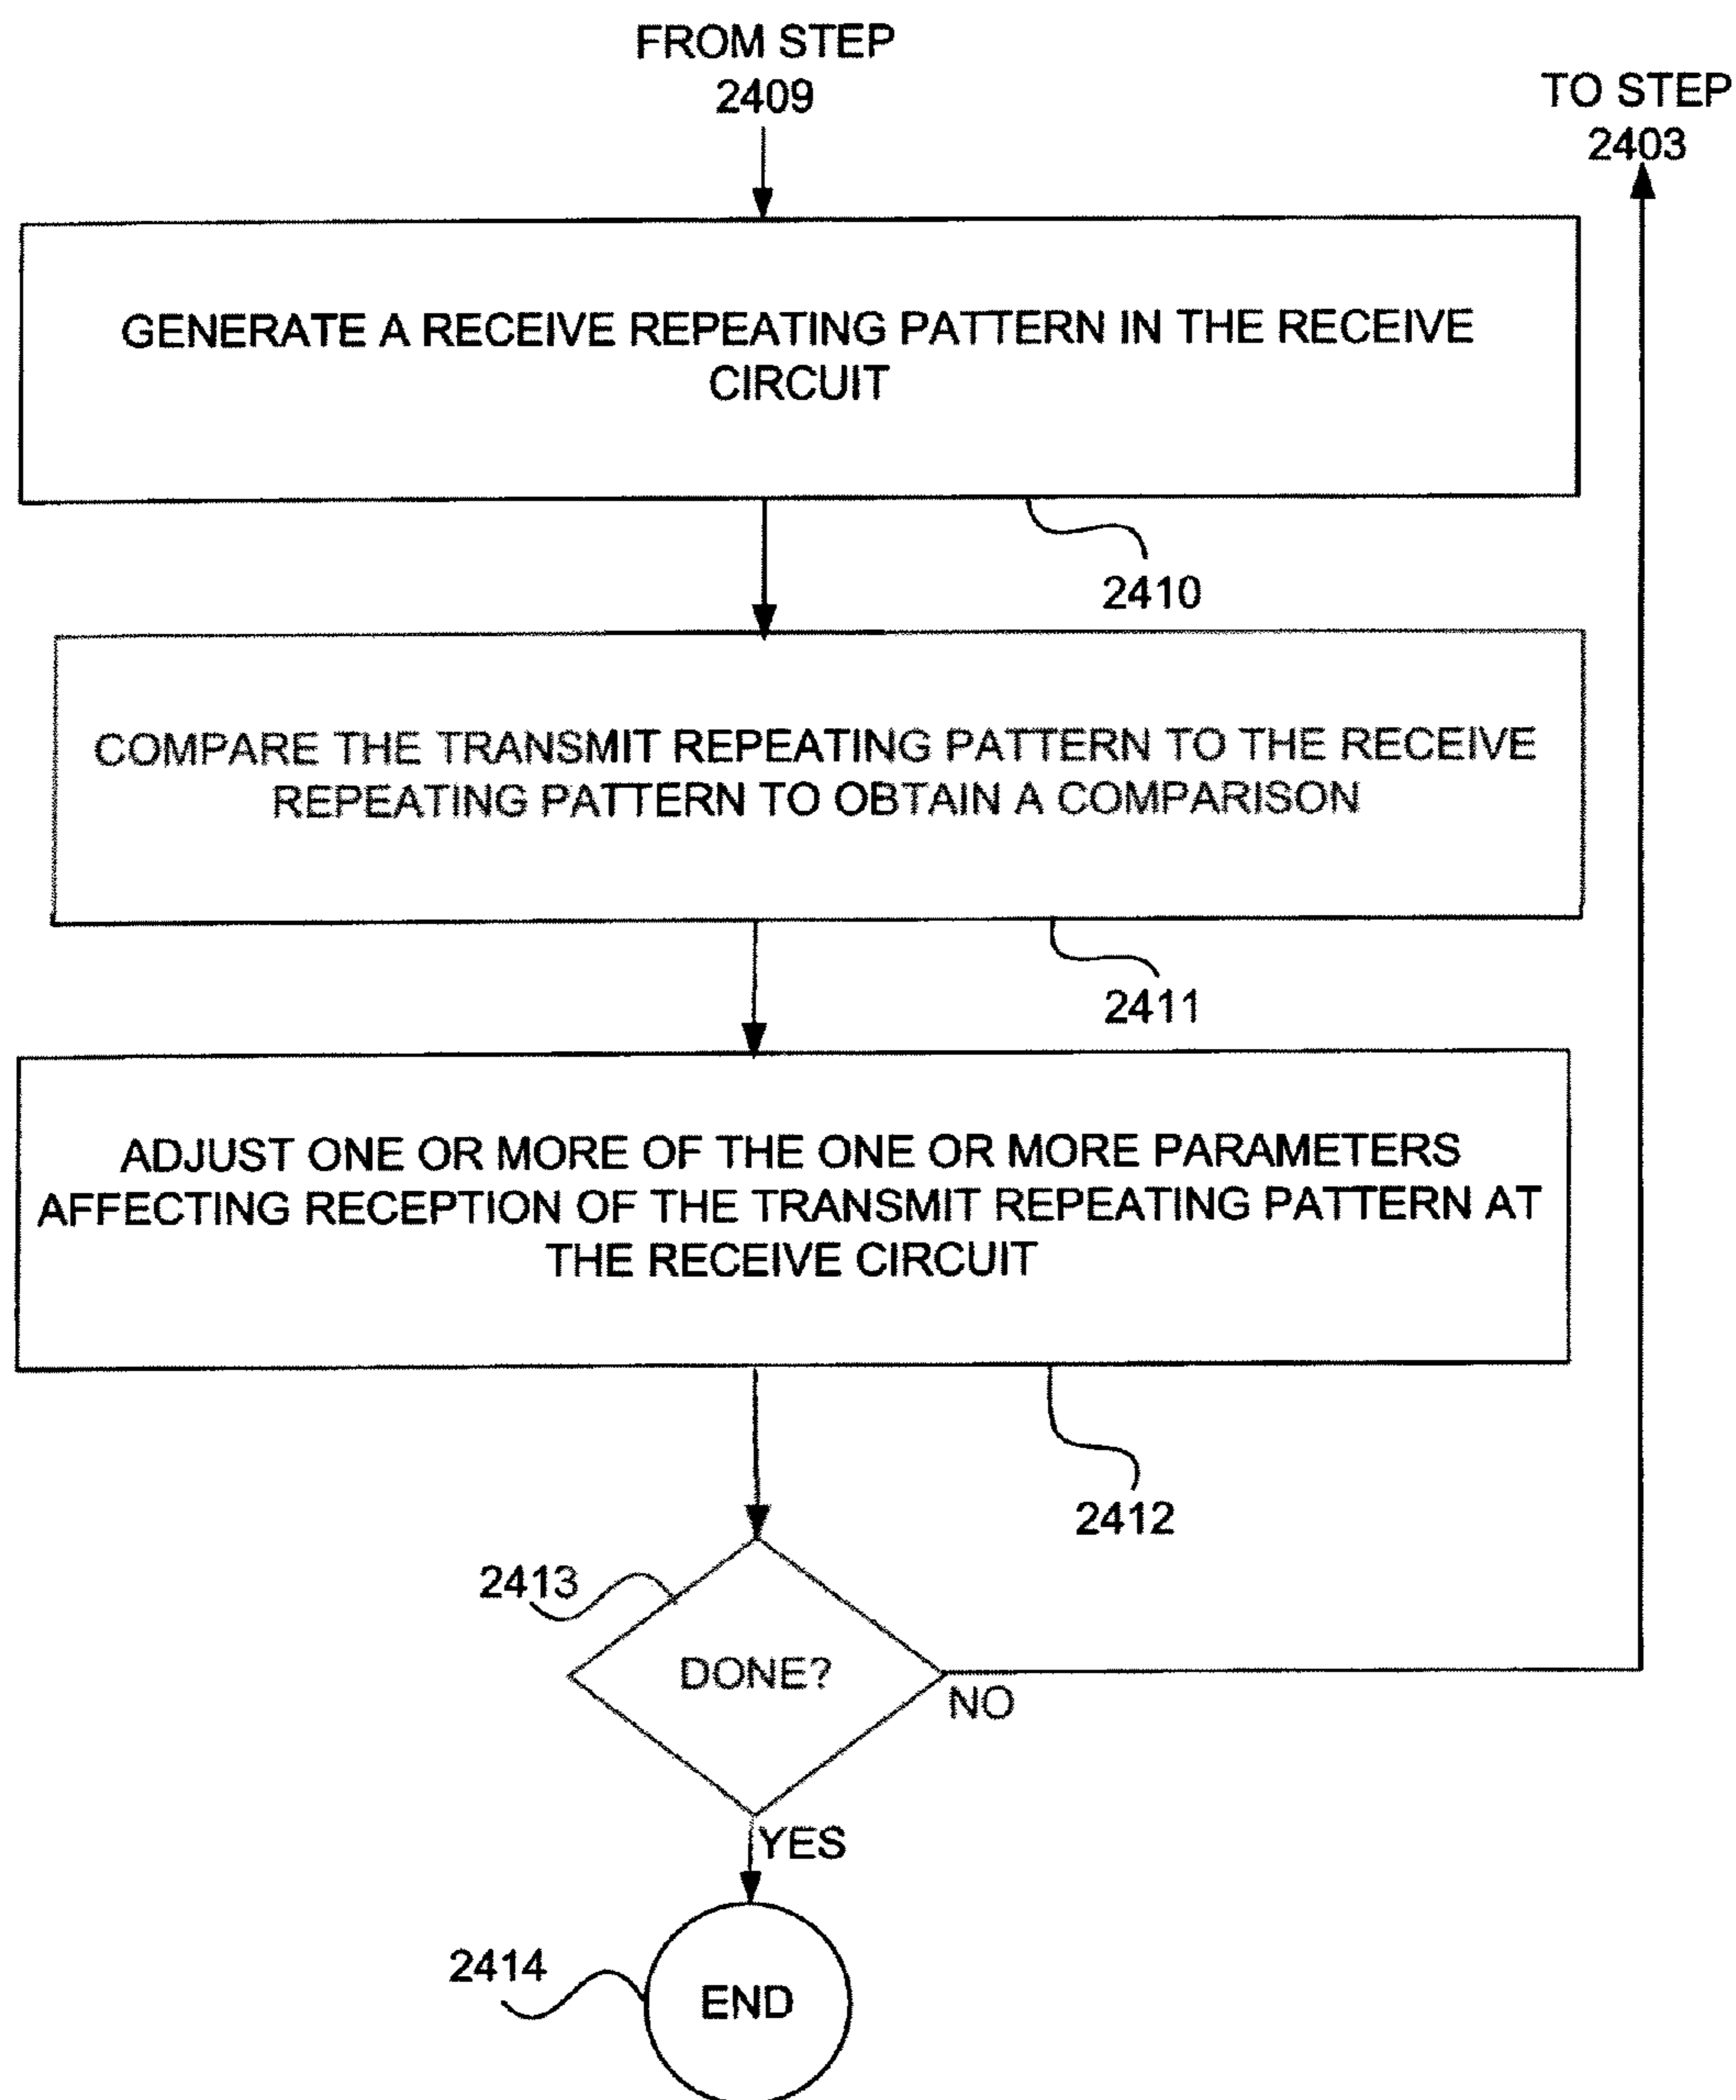 FROM STEP
2409
TO STEP
2403
GENERATE A RECEIVE REPEATING PATTERN IN THE RECEIVE
CIRCUIT
2410
COMPARE THE TRANSMIT REPEATING PATTERN TO THE RECEIVE
REPEATING PATTERN TO OBTAIN A COMPARISON
2411
ADJUST ONE OR MORE OF THE ONE OR MORE PARAMETERS
AFFECTING RECEPTION OF THE TRANSMIT REPEATING PATTERN AT
THE RECEIVE CIRCUIT
2412
2413
DONE?
NO
YES
2414
END